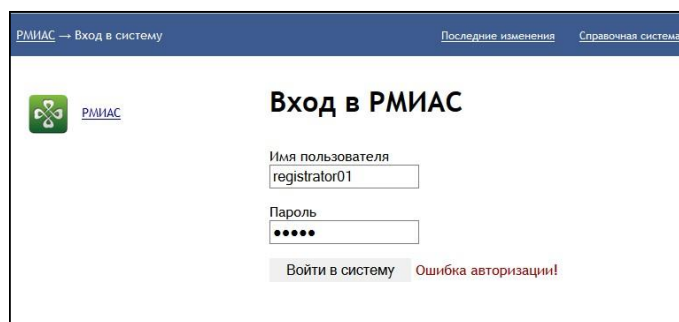 РМИАС → Вход в систему
Последние изменения
Справочная система
РМИАС
Вход в РМИАС
Имя пользователя
registrator01
Пароль
•••••
Войти в систему Ошибка авторизации!